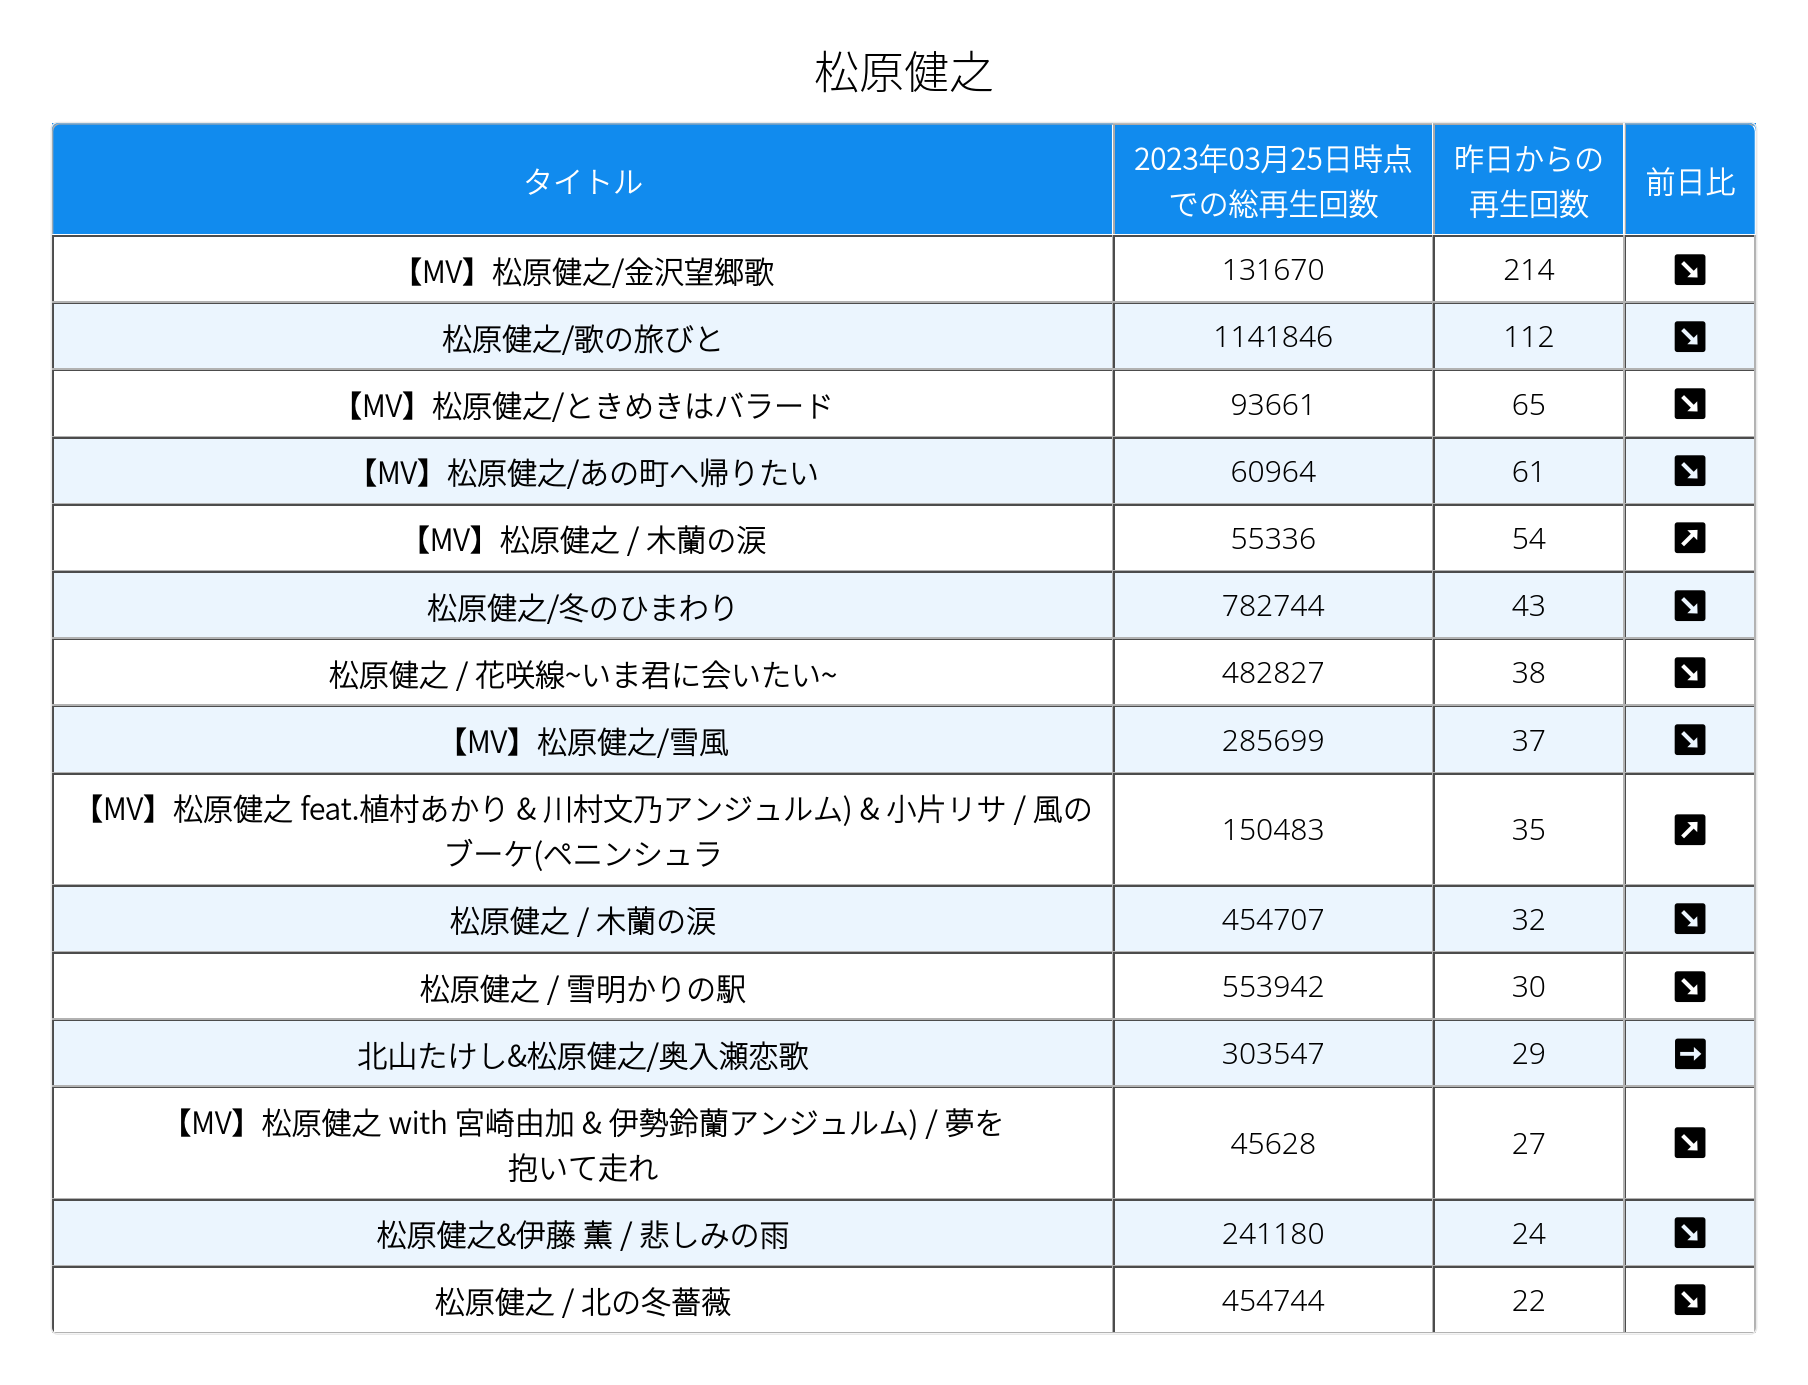 松原健之
タイトル
2023年03月25日時点
での総再生回数
昨日からの
再生回数
前日比
【MV】松原健之/金沢望郷歌 131670 214 ↘
松原健之/歌の旅びと 1141846 112 ↘
【MV】松原健之/ときめきはバラード 93661 65 ↘
【MV】松原健之/あの町へ帰りたい 60964 61 ↘
【MV】松原健之 / 木蘭の涙 55336 54 ↗
松原健之/冬のひまわり 782744 43 ↘
松原健之 / 花咲線~いま君に会いたい~ 482827 38 ↘
【MV】松原健之/雪風 285699 37 ↘
【MV】松原健之 feat.植村あかり & 川村文乃アンジュルム) & 小片リサ / 風の
ブーケ(ペニンシュラ 150483 35 ↗
松原健之 / 木蘭の涙 454707 32 ↘
松原健之 / 雪明かりの駅 553942 30 ↘
北山たけし&松原健之/奥入瀬恋歌 303547 29 →
【MV】松原健之 with 宮崎由加 & 伊勢鈴蘭アンジュルム) / 夢を
抱いて走れ 45628 27 ↘
松原健之&伊藤 薫 / 悲しみの雨 241180 24 ↘
松原健之 / 北の冬薔薇 454744 22 ↘